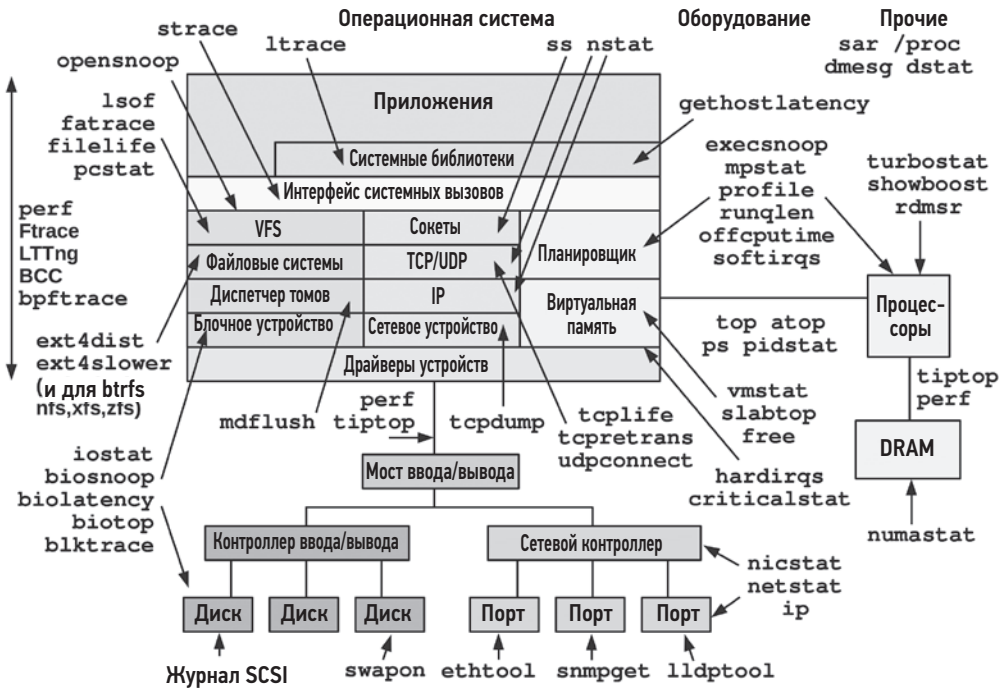 Операционная система
Оборудование
Прочие
sar /proc
dmesg dstat
strace
ltrace
ss nstat
opensnoop
lsof
fatrace
filelife
pcstat
perf
Ftrace
LTTng
BCC
bpftrace
ext4dist
ext4slower
(и для btrfs
nfs,xfs,zfs)
Приложения
Системные библиотеки
Интерфейс системных вызовов
VFS
Сокеты
Планировщик
Файловые системы
TCP/UDP
Диспетчер томов
IP
Виртуальная
память
Блочное устройство
Сетевое устройство
Драйверы устройств
gethostlatency
execsnoop
mpstat
profile
runqlen
offcputime
softirqs
turbostat
showboost
rdmsr
Процес-
соры
top atop
ps pidstat
tiptop
perf
DRAM
numastat
vmstat
slabtop
free
hardirqs
criticalstat
mdflush
perf
tiptop
tcpdump
tcplife
tcpretrans
udpconnect
iostat
biosnoop
biolatency
biotop
blktrace
Мост ввода/вывода
Контроллер ввода/вывода
Сетевой контроллер
nicstat
netstat
ip
Диск
Диск
Диск
Порт
Порт
Порт
Журнал SCSI
swapon
ethtool
snmpget
lldptool